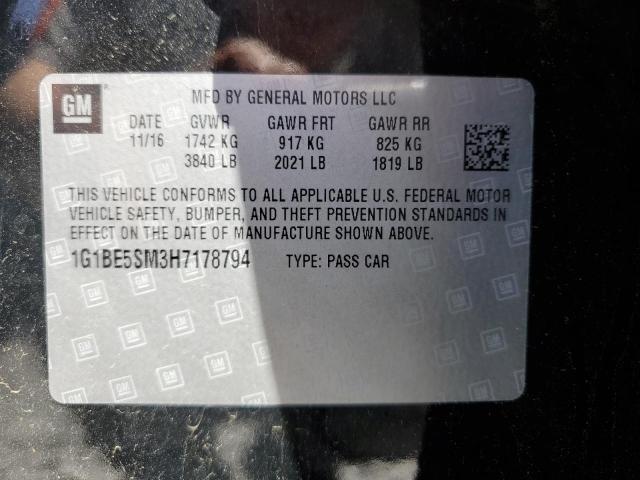 GM
MFD BY GENERAL MOTORS LLC
DATE GVWR GAWR FRT GAWR RR
11/16 1742 KG 917 KG 825 KG
3840 LB 2021 LB 1819 LB
THIS VEHICLE CONFORMS TO ALL APPLICABLE U.S. FEDERAL MOTOR
VEHICLE SAFETY, BUMPER, AND THEFT PREVENTION STANDARDS IN
EFFECT ON THE DATE OF MANUFACTURE SHOWN ABOVE.
1G1BE5SM3H7178794 TYPE: PASS CAR